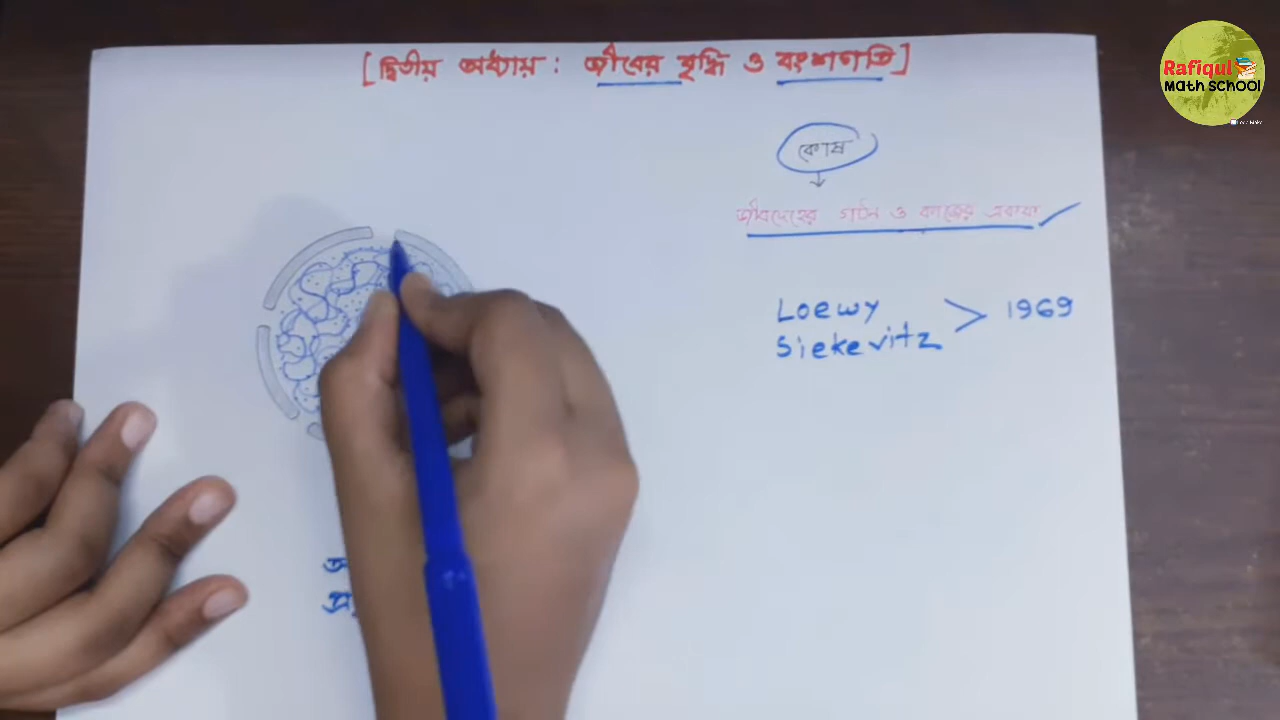 [দ্বিতীয় অধ্যায় : জীবের বৃদ্ধি ও বংশগতি]
Rafiqul
Math School
কোষ
জীবদেহের গঠন ও কাজের একক
Loewy
Siekevitz > 1969